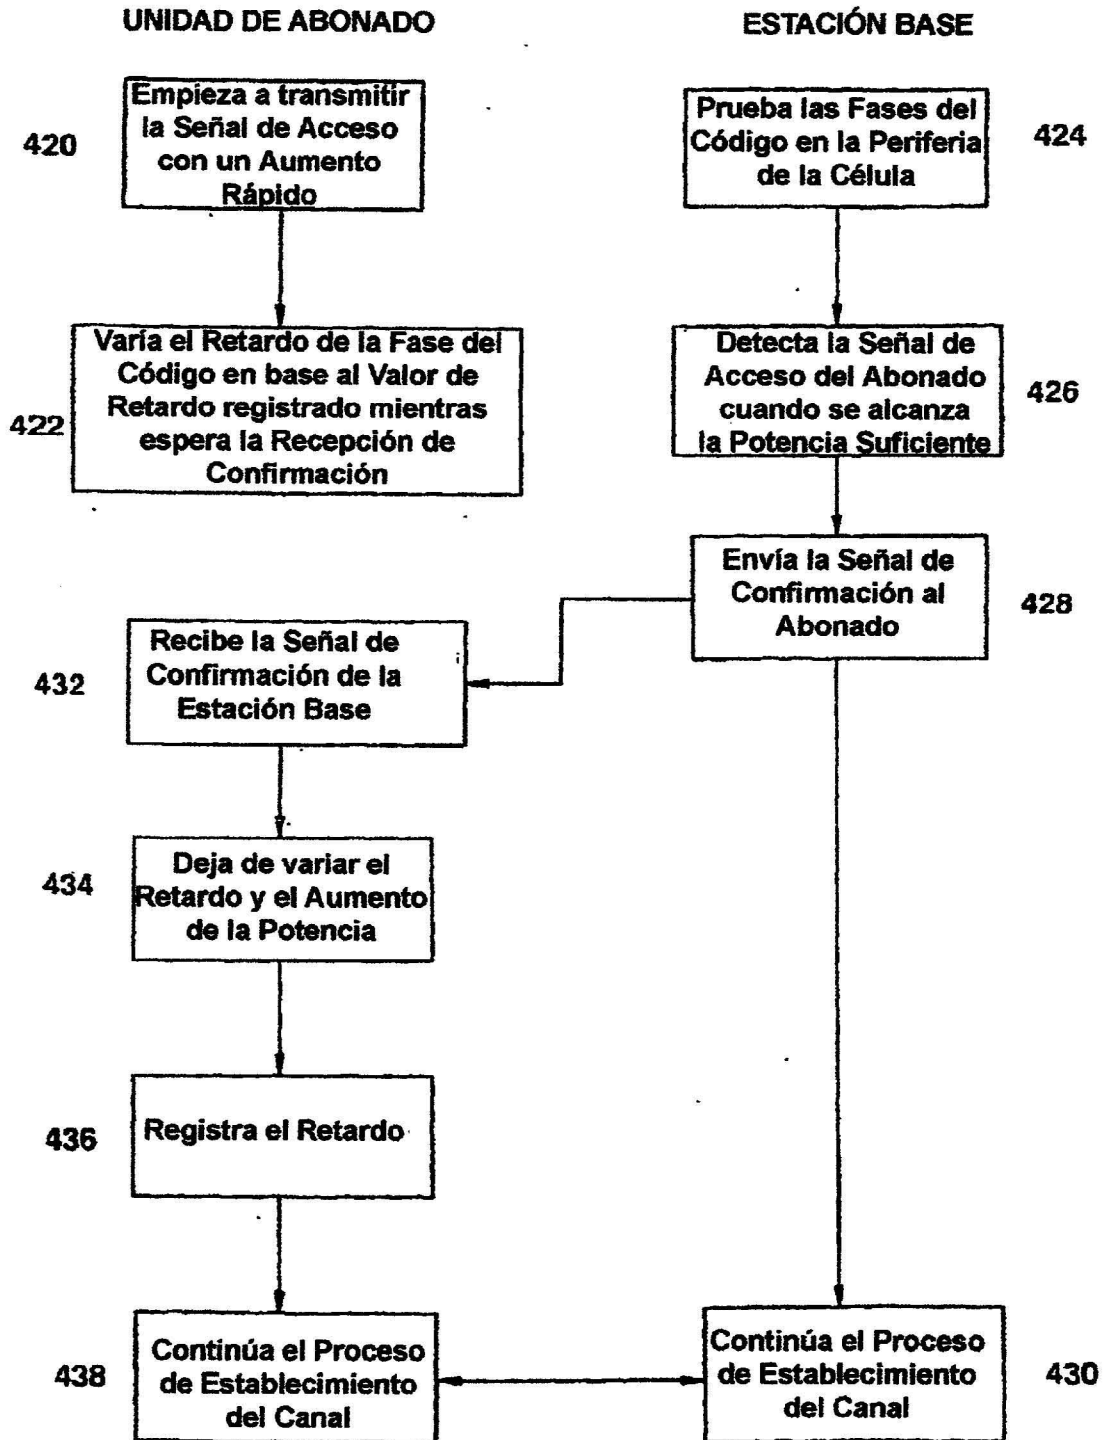 UNIDAD DE ABONADO
ESTACIÓN BASE
420
Empieza a transmitir
la Señal de Acceso
con un Aumento
Rápido
Prueba las Fases del
Código en la Periferia
de la Célula
424
422
Varía el Retardo de la Fase del
Código en base al Valor de
Retardo registrado mientras
espera la Recepción de
Confirmación
Detecta la Señal de
Acceso del Abonado
cuando se alcanza
la Potencia Suficiente
426
Envía la Señal de
Confirmación al
Abonado
428
432
Recibe la Señal de
Confirmación de la
Estación Base
434
Deja de variar el
Retardo y el Aumento
de la Potencia
436
Registra el Retardo
438
Continúa el Proceso
de Establecimiento
del Canal
Continúa el Proceso
de Establecimiento
del Canal
430